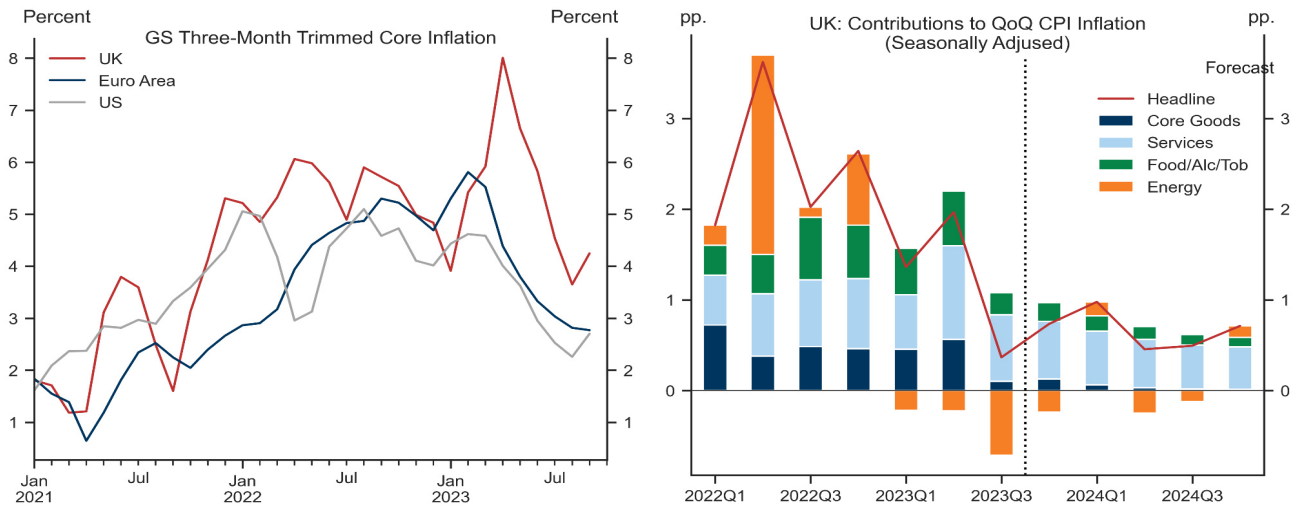 Percent
Percent
GS Three-Month Trimmed Core Inflation
UK
Euro Area
US
8
7
6
5
4
3
2
1
8
7
6
5
4
3
2
1
Jan
2021
Jul
Jan
2022
Jul
Jan
2023
Jul
pp.
pp.
UK: Contributions to QoQ CPI Inflation
(Seasonally Adjused)
Forecast
Headline
Core Goods
Services
Food/Alc/Tob
Energy
3
2
1
0
3
2
1
0
2022Q1
2022Q3
2023Q1
2023Q3
2024Q1
2024Q3